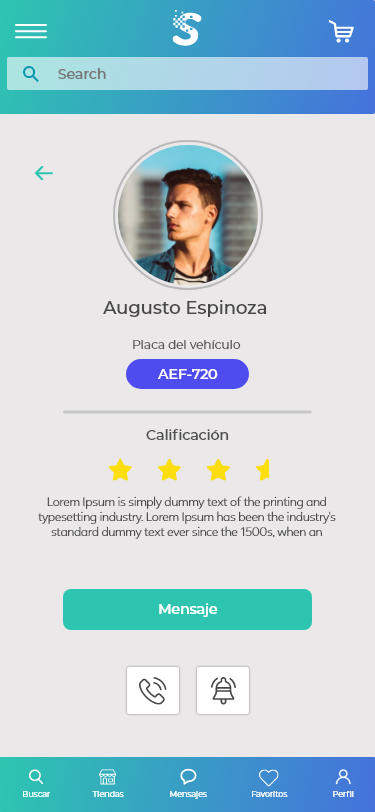 S
Search
Augusto Espinoza
Placa del vehículo
AEF-720
Calificación
Lorem Ipsum is simply dummy text of the printing and
typesetting industry. Lorem Ipsum has been the industry's
standard dummy text ever since the 1500s, when an
Mensaje
Buscar
Tiendas
Mensajes
Favoritos
Perfil